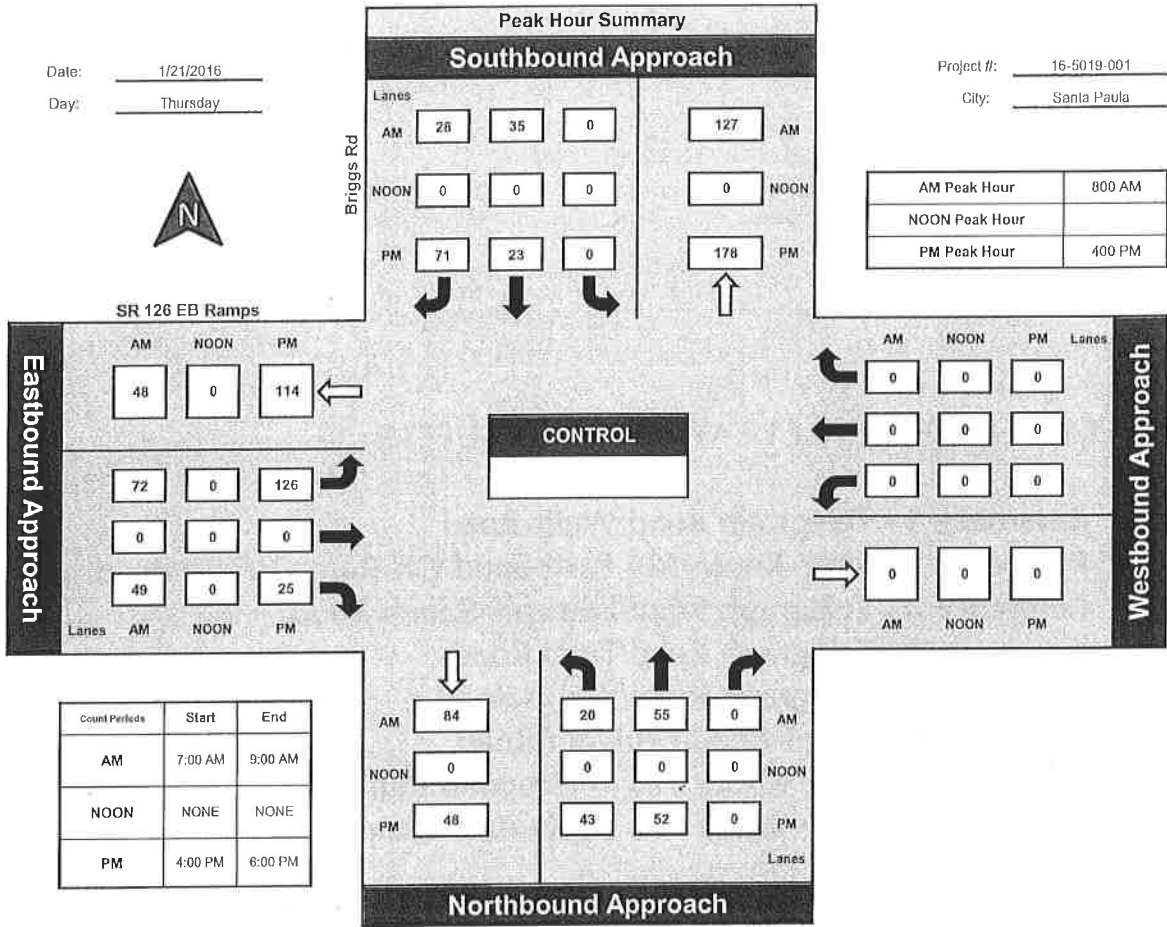 Peak Hour Summary
Southbound Approach
Date: 1/21/2016
Day: Thursday
Project #: 16-5019-001
City: Santa Paula
N
Briggs Rd
Lanes
AM 28 35 0 127 AM
NOON 0 0 0 0 NOON
PM 71 23 0 178 PM
AM Peak Hour 800 AM
NOON Peak Hour
PM Peak Hour 400 PM
SR 126 EB Ramps
Eastbound Approach
AM NOON PM
48 0 114
72 0 126
0 0 0
49 0 25
Lanes AM NOON PM
CONTROL
AM NOON PM Lanes
0 0 0
0 0 0
0 0 0
0 0 0
AM NOON PM
Westbound Approach
Count Periods Start End
AM 7:00 AM 9:00 AM
NOON NONE NONE
PM 4:00 PM 6:00 PM
AM 84 20 55 0 AM
NOON 0 0 0 0 NOON
PM 48 43 52 0 PM
Lanes
Northbound Approach